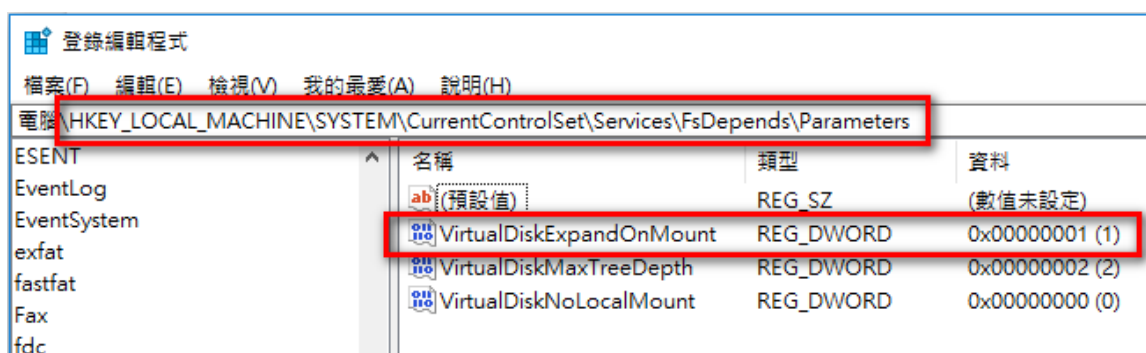 登錄編輯程式
檔案(F) 編輯(E) 檢視(V) 我的最愛(A) 說明(H)
電腦\HKEY_LOCAL_MACHINE\SYSTEM\CurrentControlSet\Services\FsDepends\Parameters
ESENT
EventLog
EventSystem
exfat
fastfat
Fax
fdc
名稱 類型 資料
(預設值) REG_SZ (數值未設定)
VirtualDiskExpandOnMount REG_DWORD 0x00000001 (1)
VirtualDiskMaxTreeDepth REG_DWORD 0x00000002 (2)
VirtualDiskNoLocalMount REG_DWORD 0x00000000 (0)